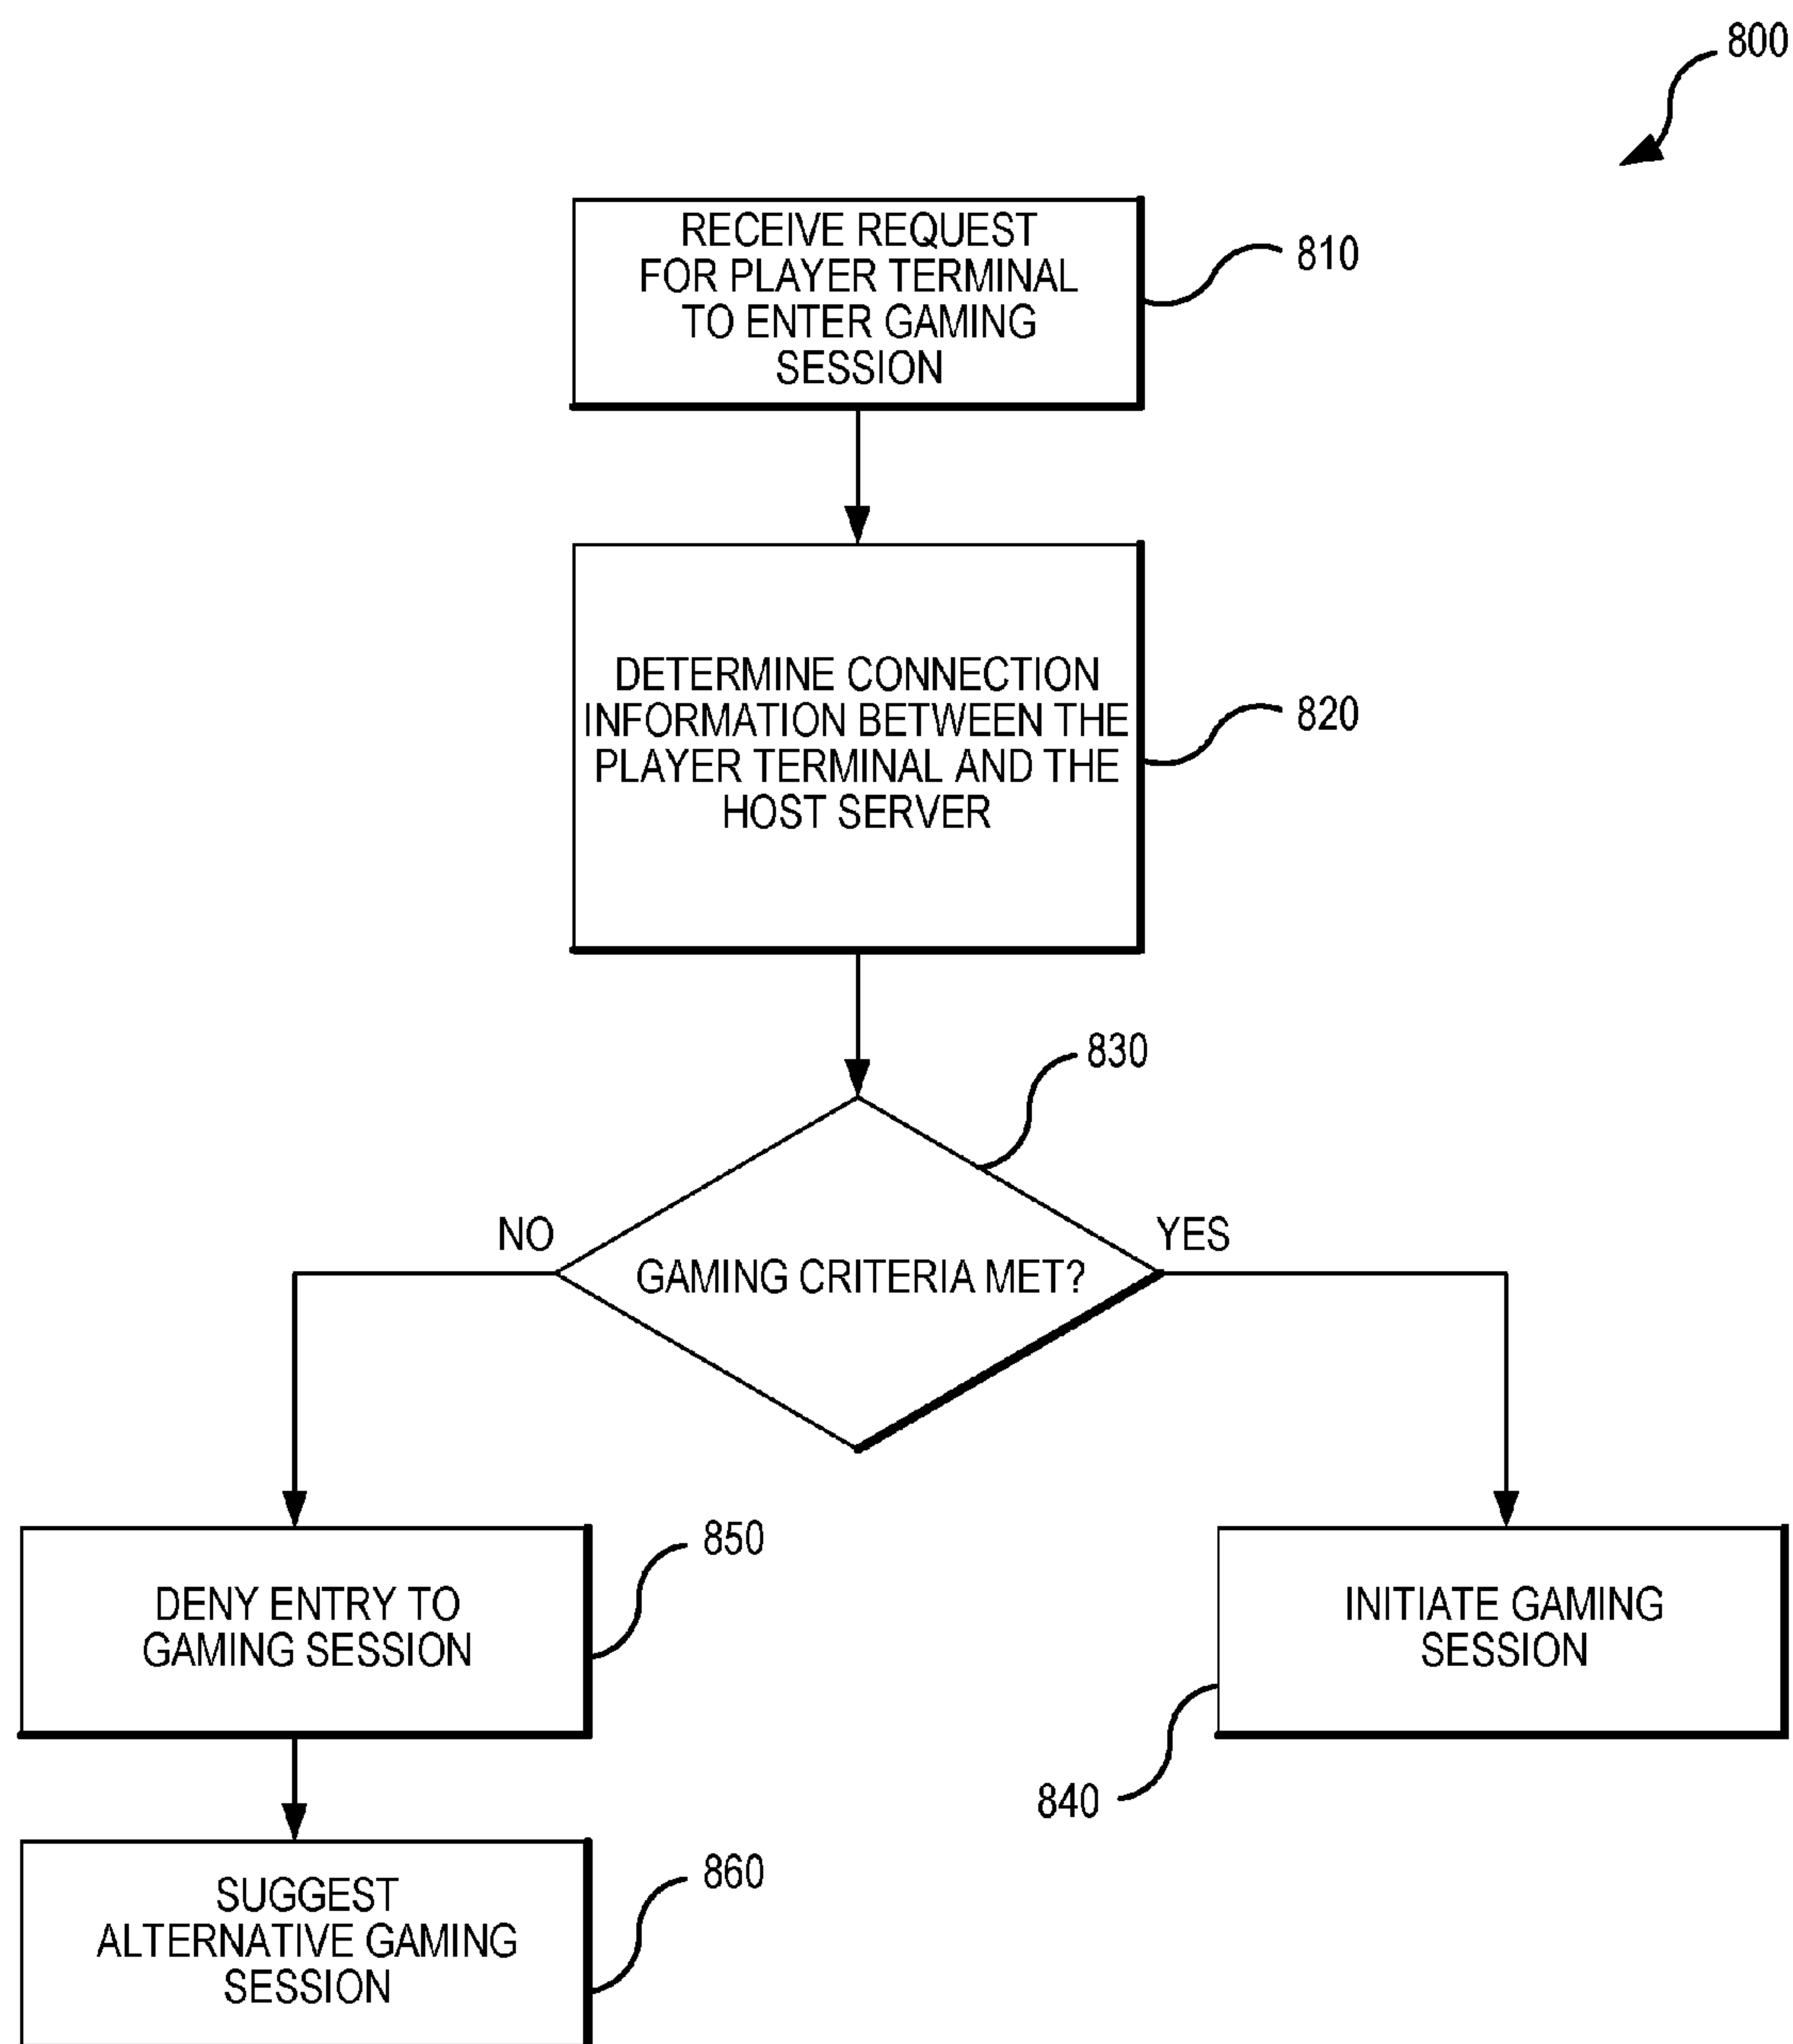 800
RECEIVE REQUEST
FOR PLAYER TERMINAL
TO ENTER GAMING
SESSION
810
DETERMINE CONNECTION
INFORMATION BETWEEN THE
PLAYER TERMINAL AND THE
HOST SERVER
820
830
NO
YES
GAMING CRITERIA MET?
850
DENY ENTRY TO
GAMING SESSION
INITIATE GAMING
SESSION
840
860
SUGGEST
ALTERNATIVE GAMING
SESSION